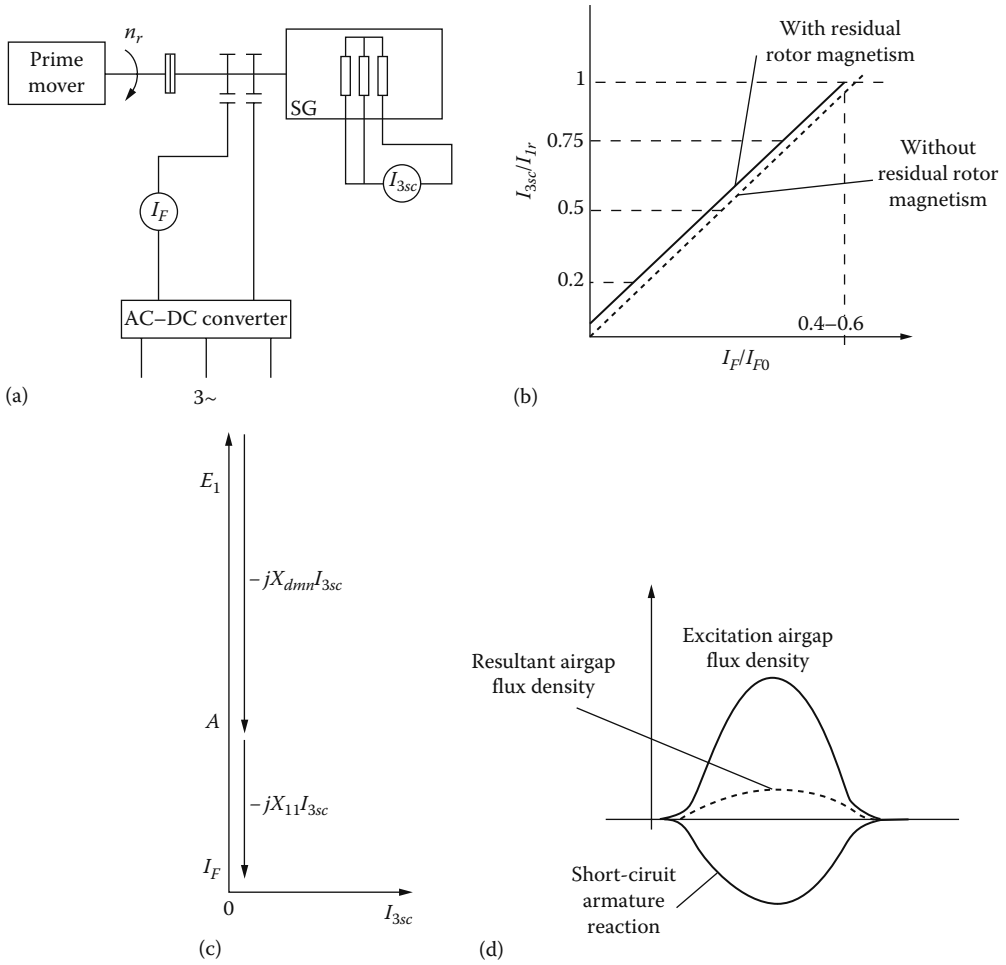 n_r
Prime
mover
SG
I_3sc
I_F
AC–DC converter
3~
(a)
With residual
rotor magnetism
Without
residual rotor
magnetism
I_3sc/I_1r
1
0.75
0.5
0.2
0.4–0.6
I_F/I_F0
(b)
E_1
–jX_dmn I_3sc
A
–jX_11 I_3sc
I_F
0
I_3sc
(c)
Excitation airgap
flux density
Resultant airgap
flux density
Short-ciruit
armature
reaction
(d)